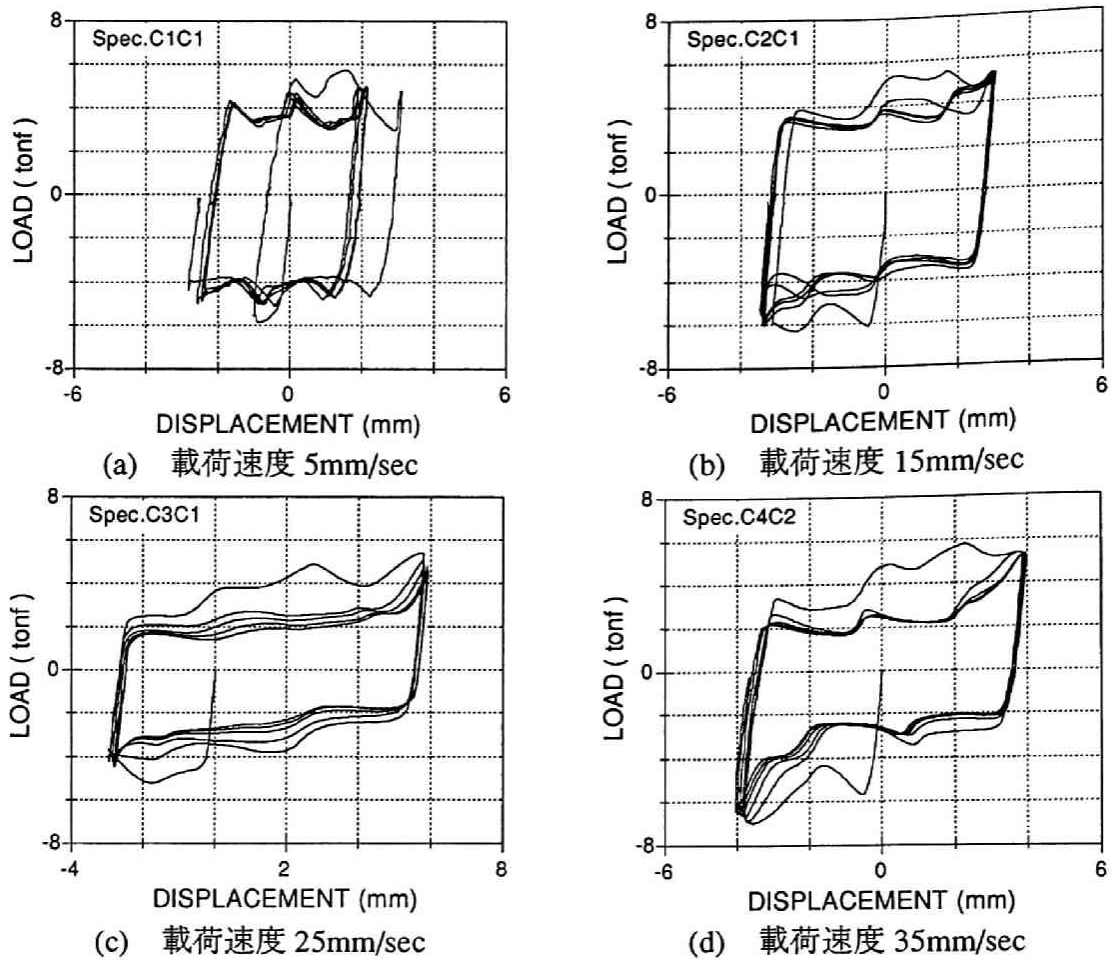 8
Spec.C1C1
LOAD ( tonf )
0
-8
-6
0
6
DISPLACEMENT (mm)
(a) 載荷速度 5mm/sec
8
Spec.C2C1
LOAD ( tonf )
0
-8
-6
0
6
DISPLACEMENT (mm)
(b) 載荷速度 15mm/sec
8
Spec.C3C1
LOAD ( tonf )
0
-8
-4
2
8
DISPLACEMENT (mm)
(c) 載荷速度 25mm/sec
8
Spec.C4C2
LOAD ( tonf )
0
-8
-6
0
6
DISPLACEMENT (mm)
(d) 載荷速度 35mm/sec